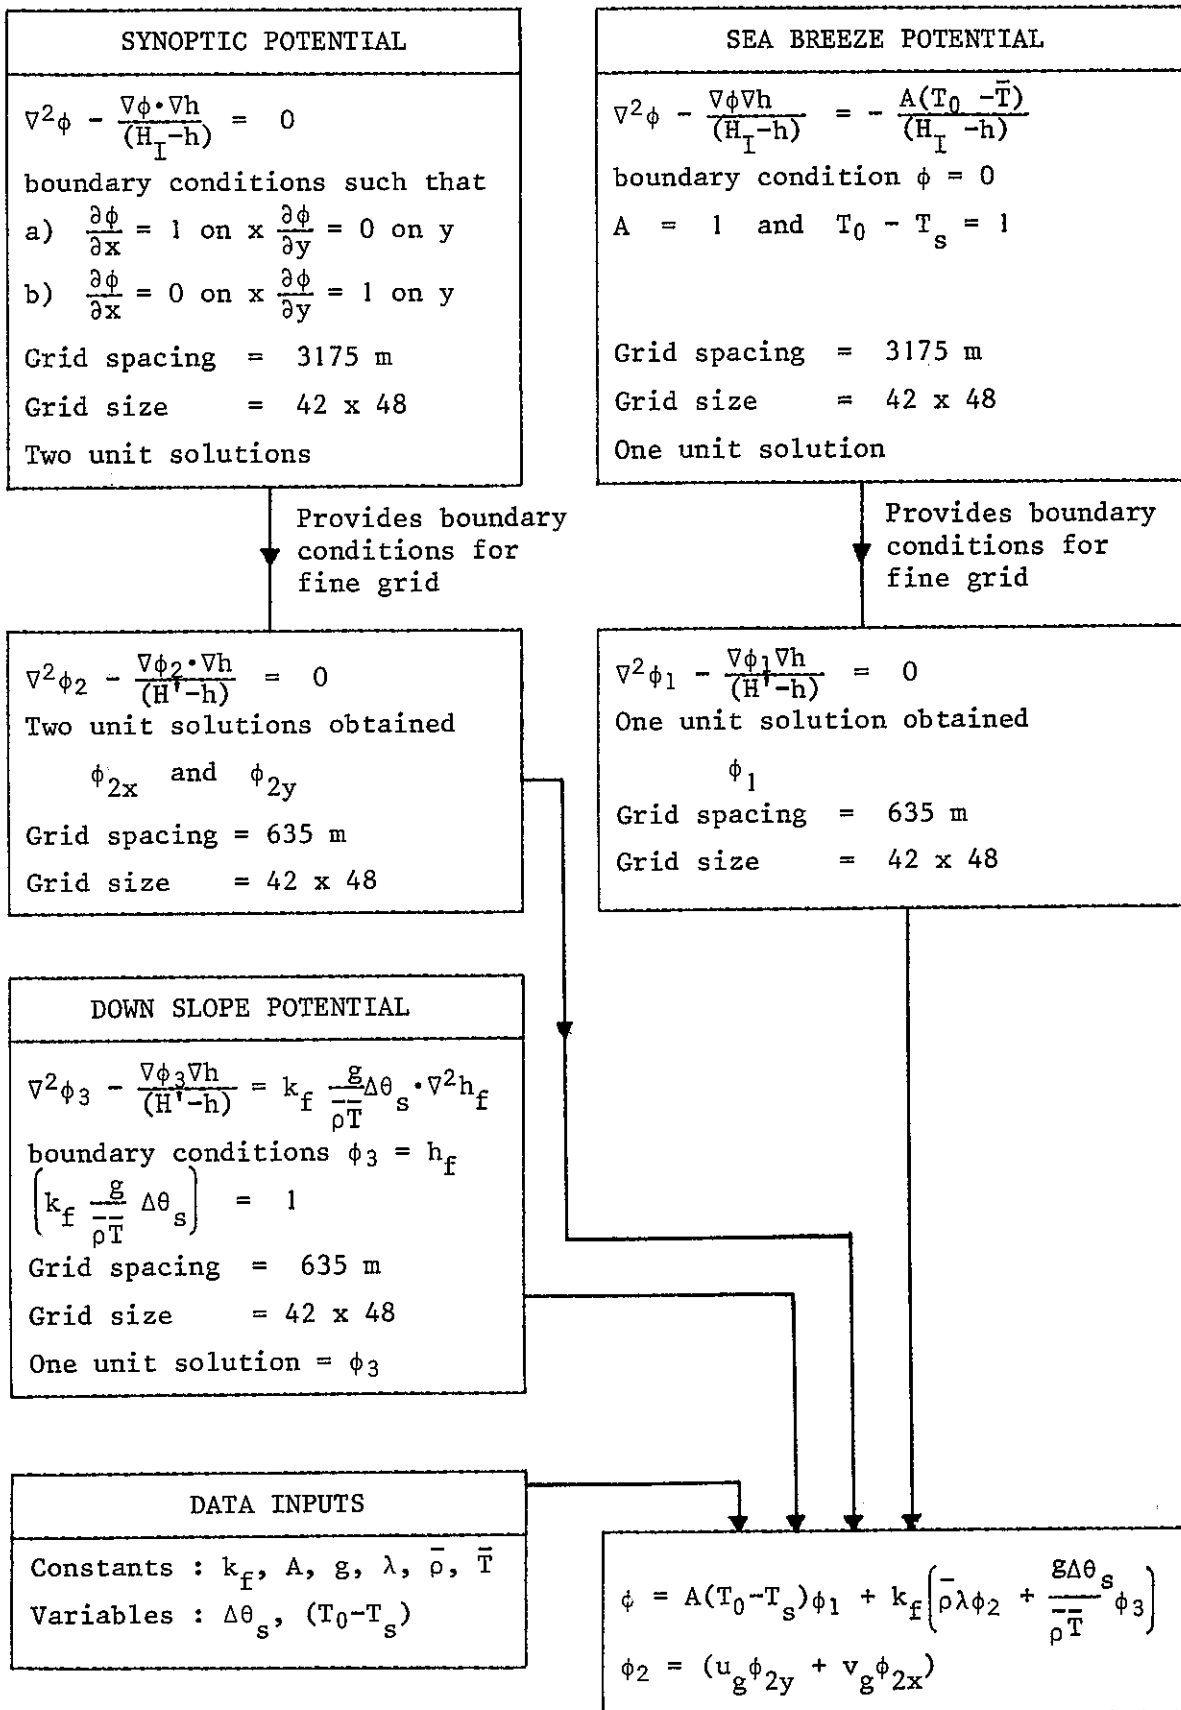 SYNOPTIC POTENTIAL
∇²φ - ∇φ•∇h/(H_I-h) = 0
boundary conditions such that
a) ∂φ/∂x = 1 on x ∂φ/∂y = 0 on y
b) ∂φ/∂x = 0 on x ∂φ/∂y = 1 on y
Grid spacing = 3175 m
Grid size = 42 x 48
Two unit solutions
SEA BREEZE POTENTIAL
∇²φ - ∇φ∇h/(H_I-h) = - A(T₀ -T̄)/(H_I -h)
boundary condition φ = 0
A = 1 and T₀ - T_s = 1
Grid spacing = 3175 m
Grid size = 42 x 48
One unit solution
Provides boundary
conditions for
fine grid
Provides boundary
conditions for
fine grid
∇²φ₂ - ∇φ₂•∇h/(H'-h) = 0
Two unit solutions obtained
φ_2x and φ_2y
Grid spacing = 635 m
Grid size = 42 x 48
∇²φ₁ - ∇φ₁∇h/(H'-h) = 0
One unit solution obtained
φ₁
Grid spacing = 635 m
Grid size = 42 x 48
DOWN SLOPE POTENTIAL
∇²φ₃ - ∇φ₃∇h/(H'-h) = k_f g/ρ̄T̄ Δθ_s•∇²h_f
boundary conditions φ₃ = h_f
(k_f g/ρ̄T̄ Δθ_s) = 1
Grid spacing = 635 m
Grid size = 42 x 48
One unit solution = φ₃
DATA INPUTS
Constants : k_f, A, g, λ, ρ̄, T̄
Variables : Δθ_s, (T₀-T_s)
φ = A(T₀-T_s)φ₁ + k_f(ρ̄λφ₂ + gΔθ_s/ρ̄T̄ φ₃)
φ₂ = (u_gφ_2y + v_gφ_2x)